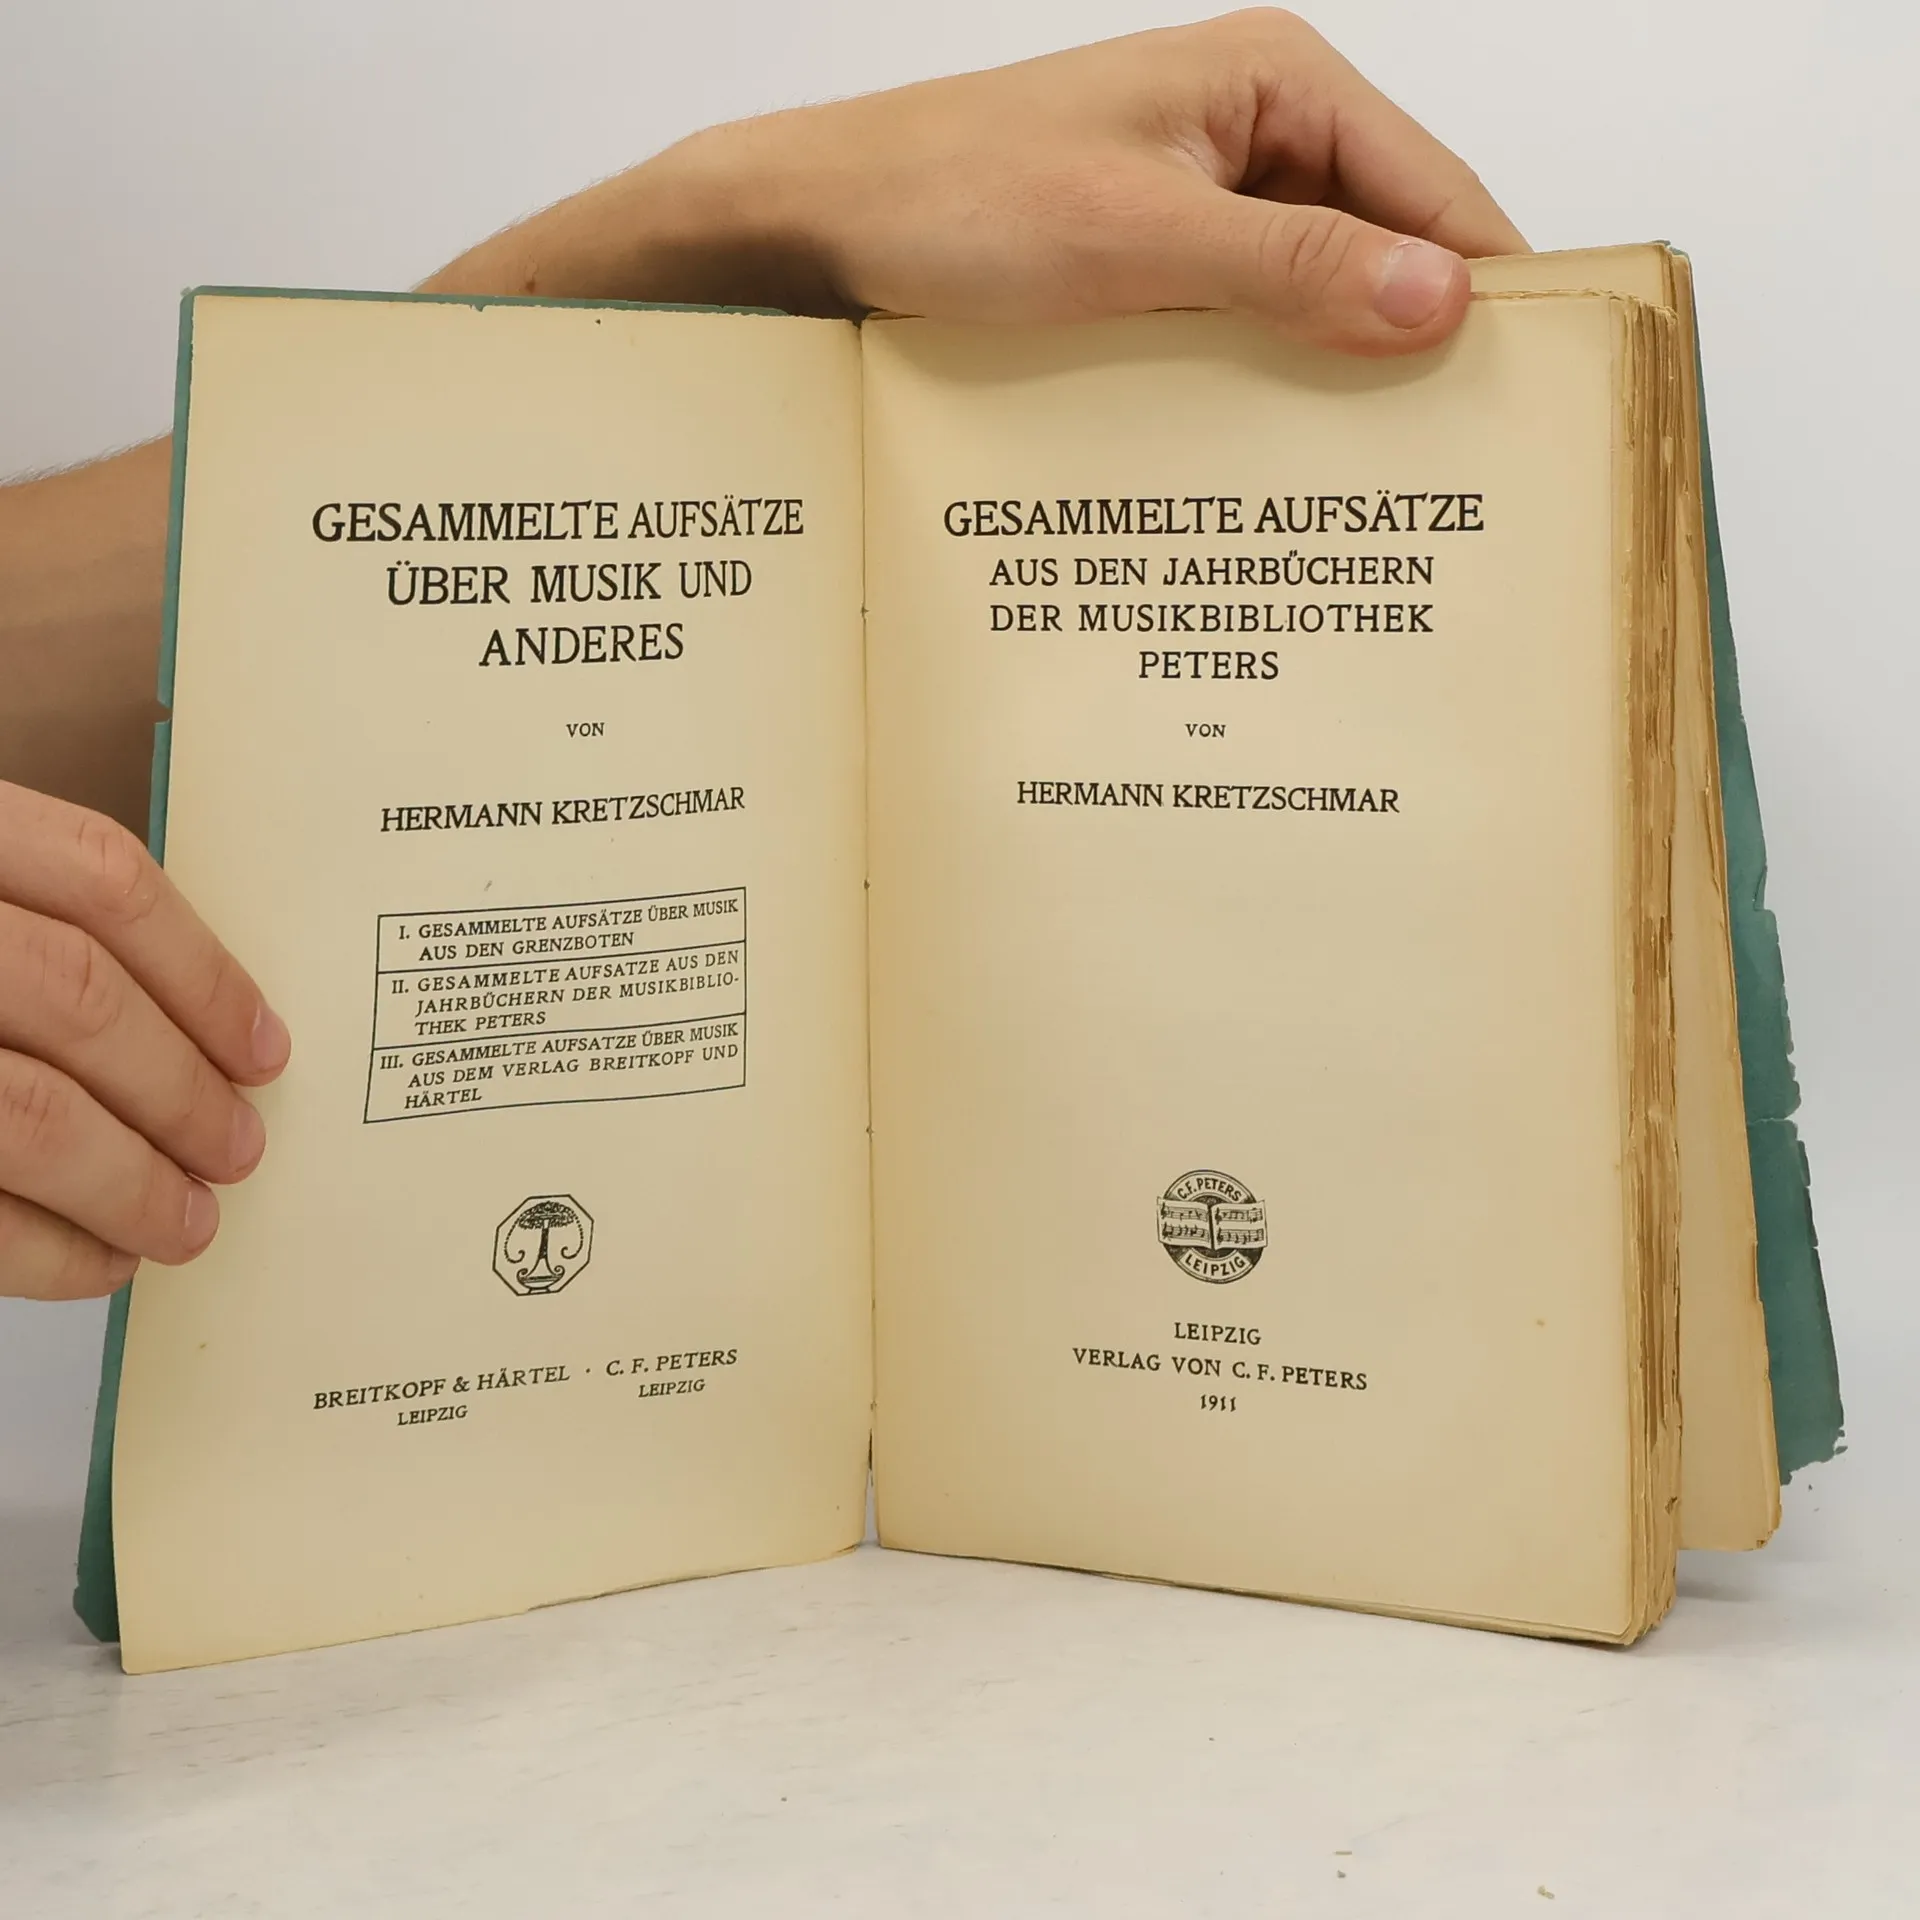 GESAMMELTE AUFSÄTZE
ÜBER MUSIK UND
ANDERES
VON
HERMANN KRETZSCHMAR
I. GESAMMELTE AUFSÄTZE ÜBER MUSIK
AUS DEN GRENZBOTEN
II. GESAMMELTE AUFSATZE AUS DEN
JAHRBÜCHERN DER MUSIKBIBLIO-
THEK PETERS
III. GESAMMELTE AUFSATZE ÜBER MUSIK
AUS DEM VERLAG BREITKOPF UND
HÄRTEL
BREITKOPF & HÄRTEL · C. F. PETERS
LEIPZIG LEIPZIG
GESAMMELTE AUFSÄTZE
AUS DEN JAHRBÜCHERN
DER MUSIKBIBLIOTHEK
PETERS
VON
HERMANN KRETZSCHMAR
C.F. PETERS
LEIPZIG
LEIPZIG
VERLAG VON C. F. PETERS
1911